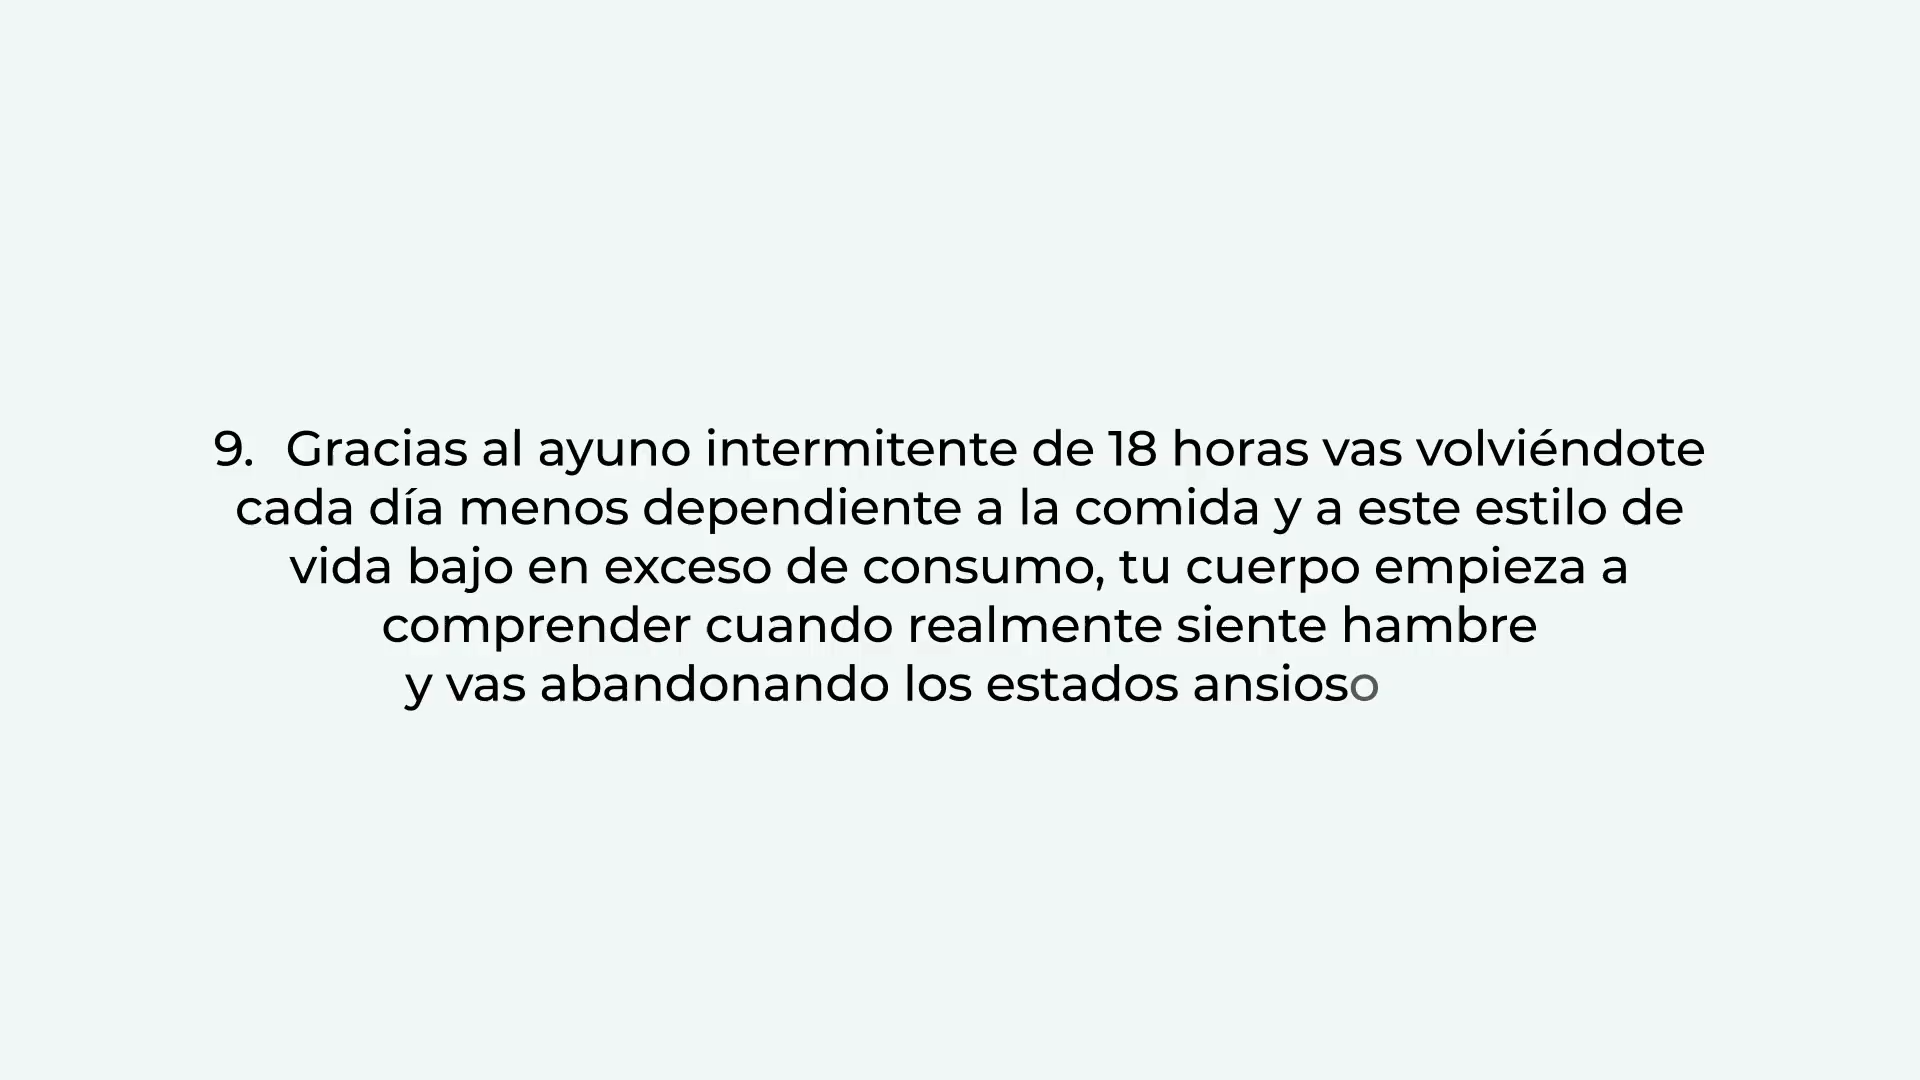 9. Gracias al ayuno intermitente de 18 horas vas volviéndote
cada día menos dependiente a la comida y a este estilo de
vida bajo en exceso de consumo, tu cuerpo empieza a
comprender cuando realmente siente hambre
y vas abandonando los estados ansioso